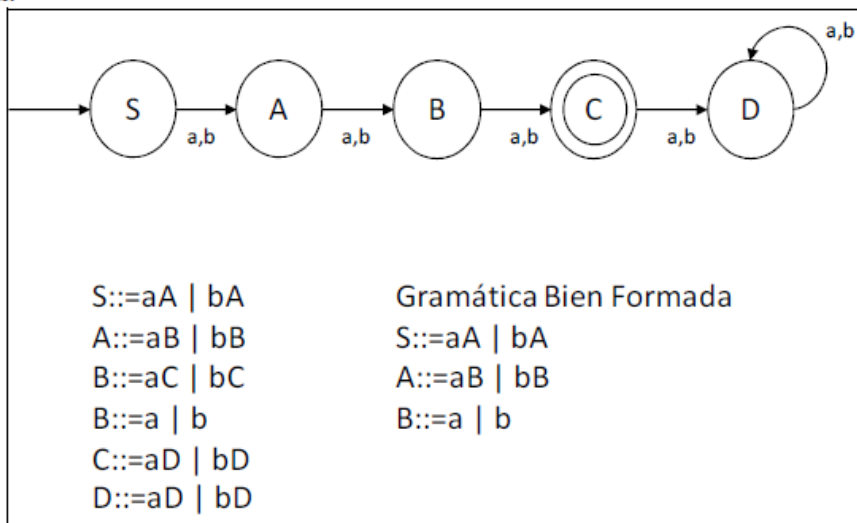 S A B C D a,b
a,b a,b a,b a,b
S::=aA | bA Gramática Bien Formada
A::=aB | bB S::=aA | bA
B::=aC | bC A::=aB | bB
B::=a | b B::=a | b
C::=aD | bD
D::=aD | bD